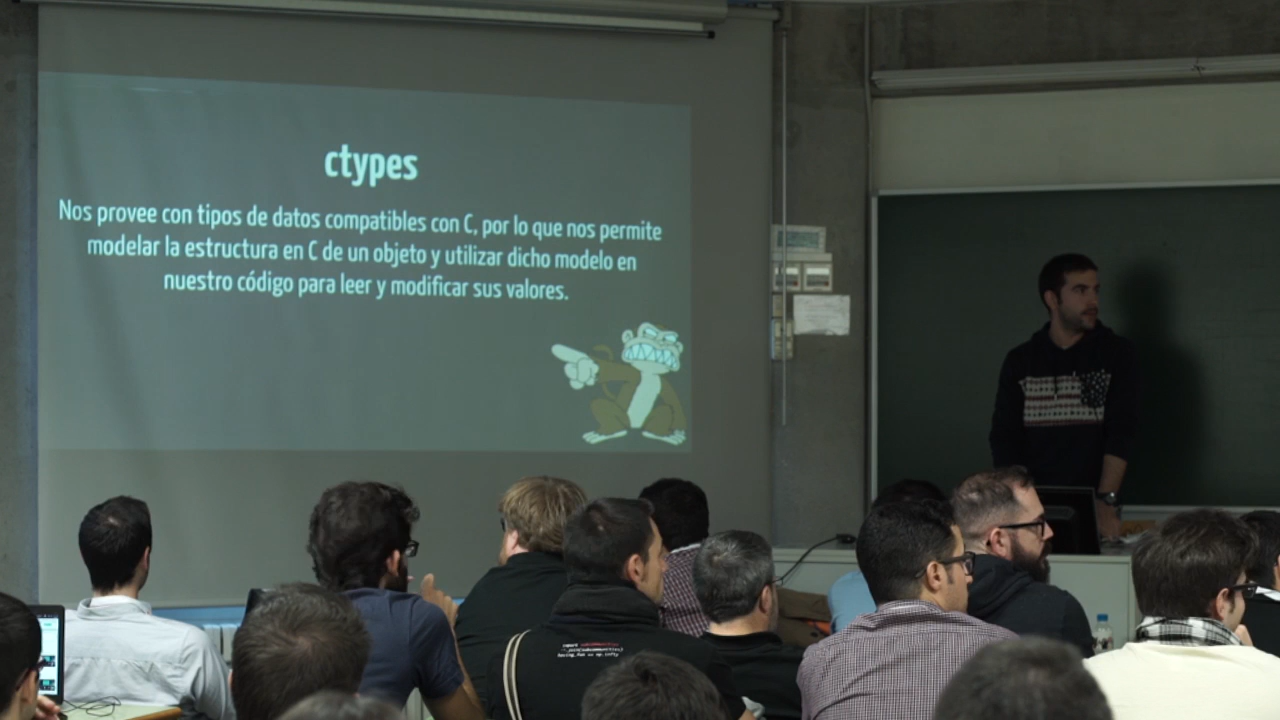 ctypes
Nos provee con tipos de datos compatibles con C, por lo que nos permite
modelar la estructura en C de un objeto y utilizar dicho modelo en
nuestro código para leer y modificar sus valores.
import